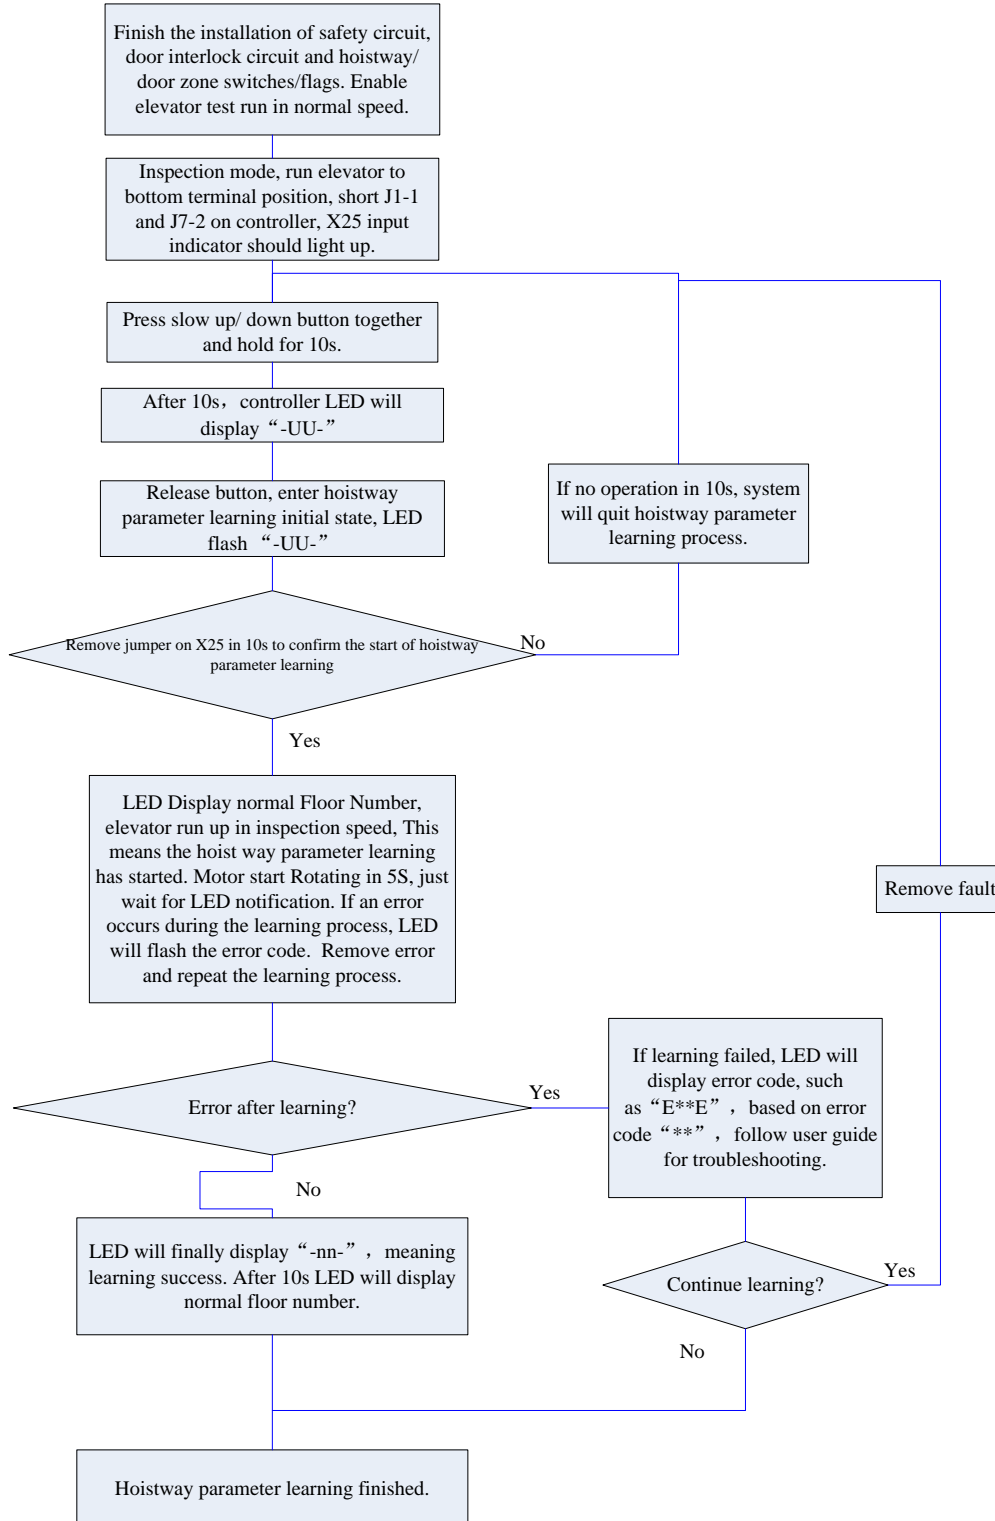 Finish the installation of safety circuit,
door interlock circuit and hoistway/
door zone switches/flags. Enable
elevator test run in normal speed.
Inspection mode, run elevator to
bottom terminal position, short J1-1
and J7-2 on controller, X25 input
indicator should light up.
Press slow up/ down button together
and hold for 10s.
After 10s，controller LED will
display “-UU-”
Release button, enter hoistway
parameter learning initial state, LED
flash “-UU-”
If no operation in 10s, system
will quit hoistway parameter
learning process.
Remove jumper on X25 in 10s to confirm the start of hoistway
parameter learning
No
Yes
LED Display normal Floor Number,
elevator run up in inspection speed, This
means the hoist way parameter learning
has started. Motor start Rotating in 5S, just
wait for LED notification. If an error
occurs during the learning process, LED
will flash the error code.  Remove error
and repeat the learning process.
Remove fault
Error after learning?
Yes
If learning failed, LED will
display error code, such
as “E**E”，based on error
code “**”，follow user guide
for troubleshooting.
No
LED will finally display “-nn-”，meaning
learning success. After 10s LED will display
normal floor number.
Continue learning?
Yes
No
Hoistway parameter learning finished.